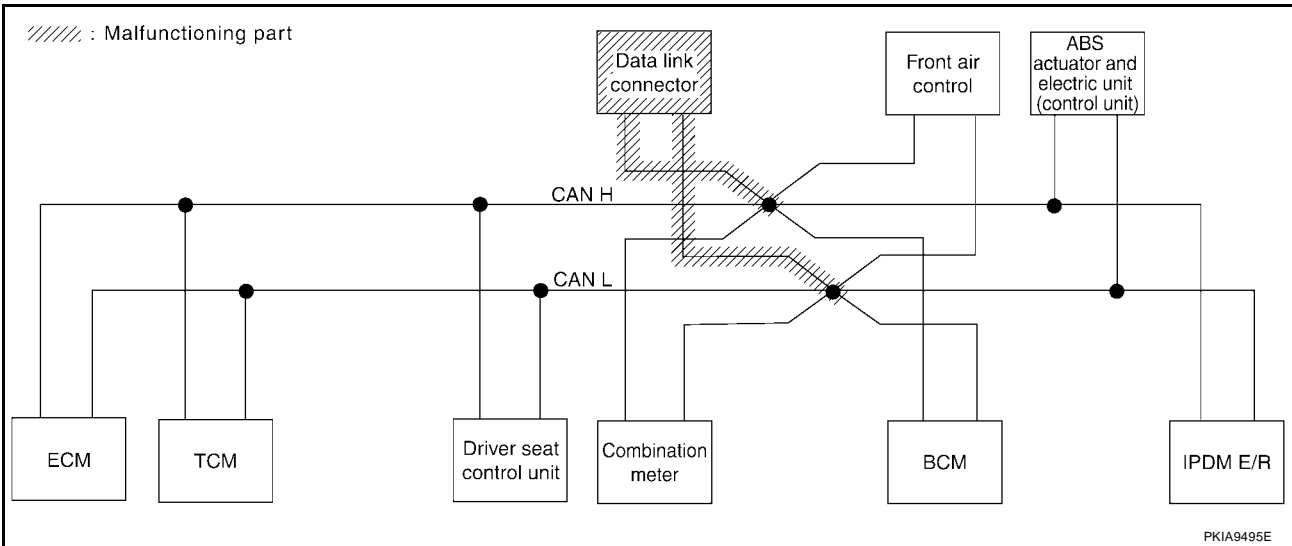 : Malfunctioning part
Data link
connector
Front air
control
ABS
actuator and
electric unit
(control unit)
CAN H
CAN L
ECM
TCM
Driver seat
control unit
Combination
meter
BCM
IPDM E/R
PKIA9495E